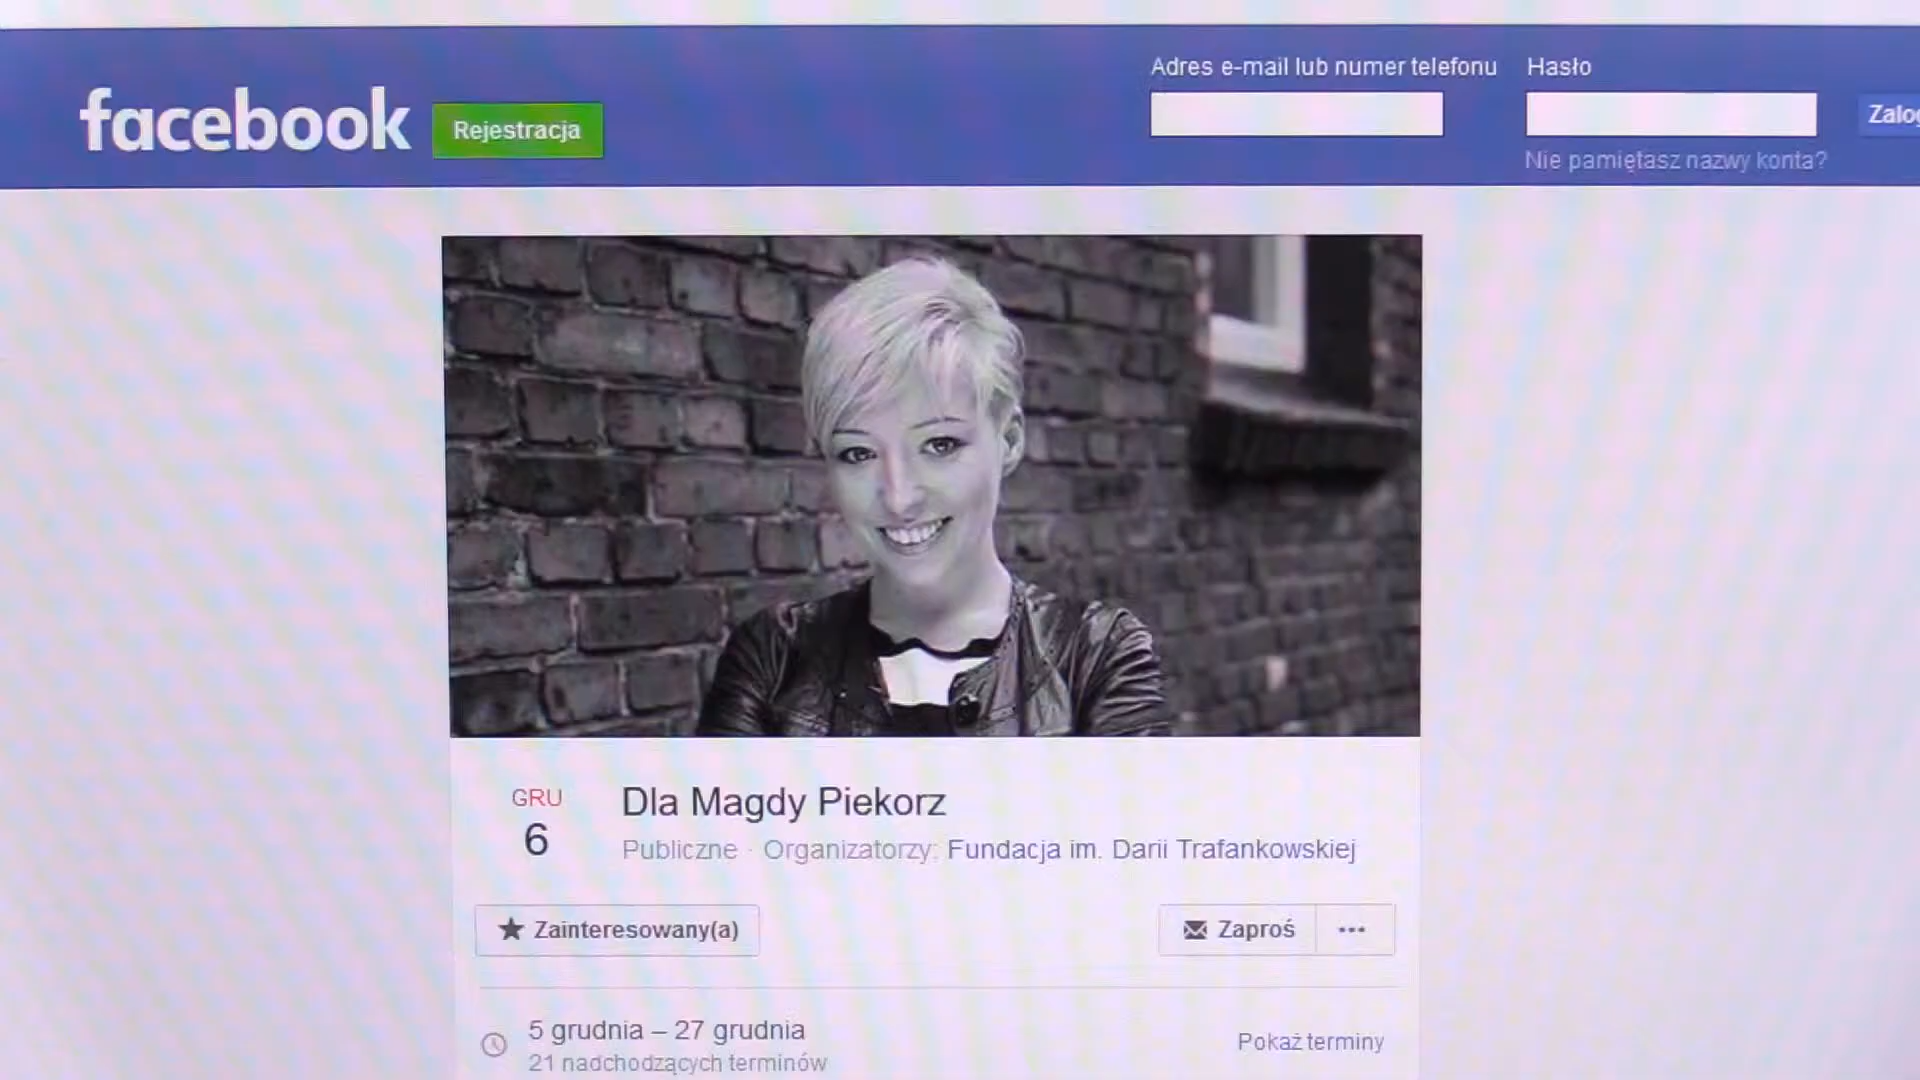 facebook
Rejestracja
Adres e-mail lub numer telefonu
Hasło
Nie pamiętasz nazwy konta?
GRU
6
Dla Magdy Piekorz
Publiczne · Organizatorzy: Fundacja im. Darii Trafankowskiej
Zainteresowany(a)
Zaproś
5 grudnia – 27 grudnia
21 nadchodzących terminów
Pokaż terminy